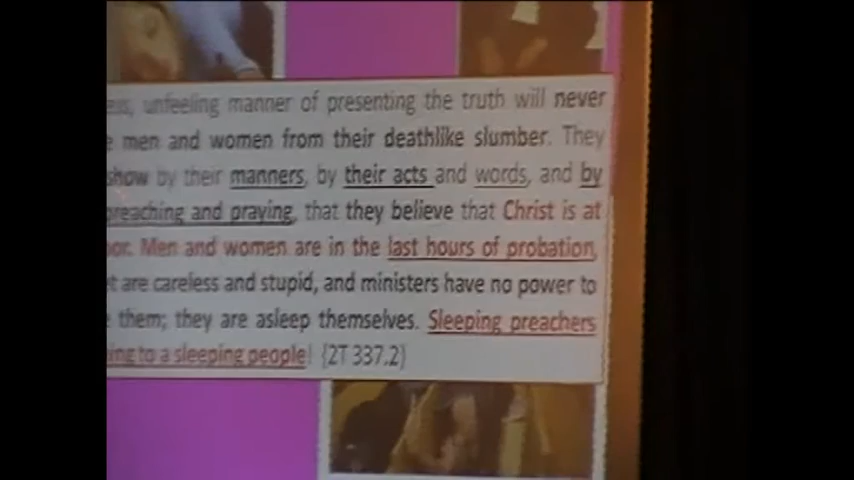 ess, unfeeling manner of presenting the truth will never
e men and women from their deathlike slumber. They
show by their manners, by their acts and words, and by
preaching and praying, that they believe that Christ is at
oor. Men and women are in the last hours of probation,
t are careless and stupid, and ministers have no power to
e them; they are asleep themselves. Sleeping preachers
ing to a sleeping people! {2T 337.2}